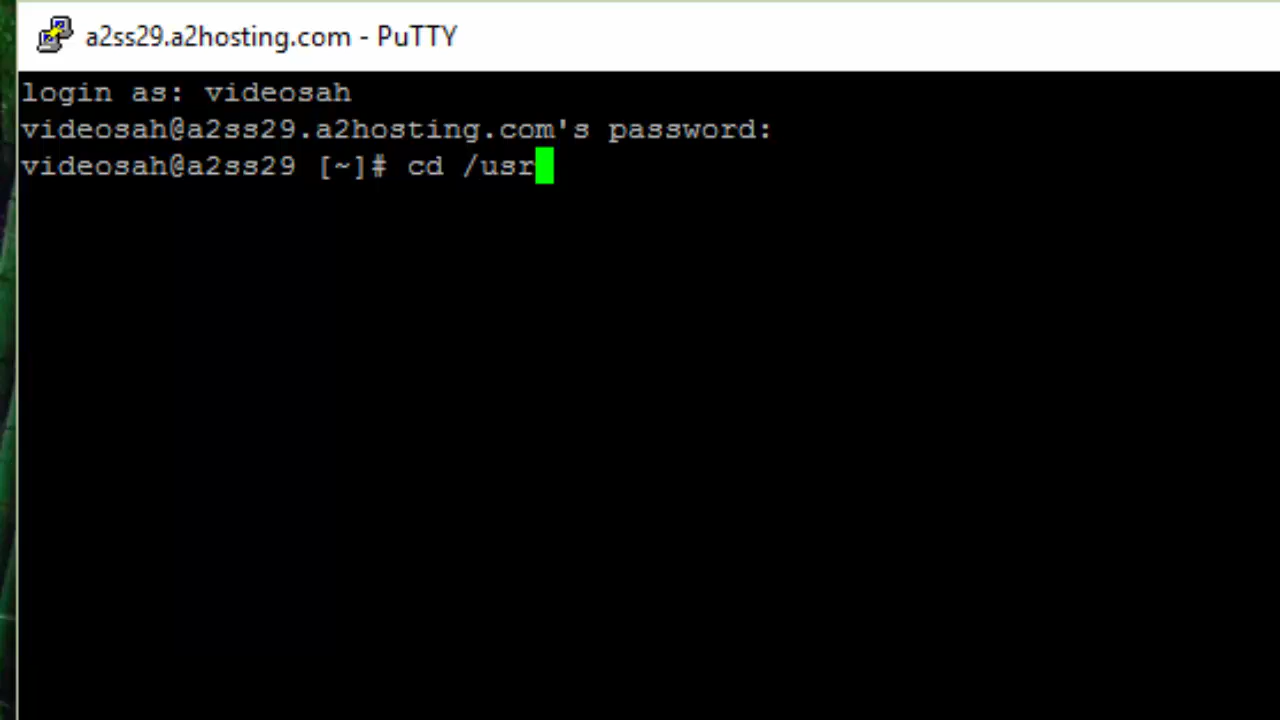 a2ss29.a2hosting.com - PuTTY
login as: videosah
videosah@a2ss29.a2hosting.com's password:
videosah@a2ss29 [~]# cd /usr